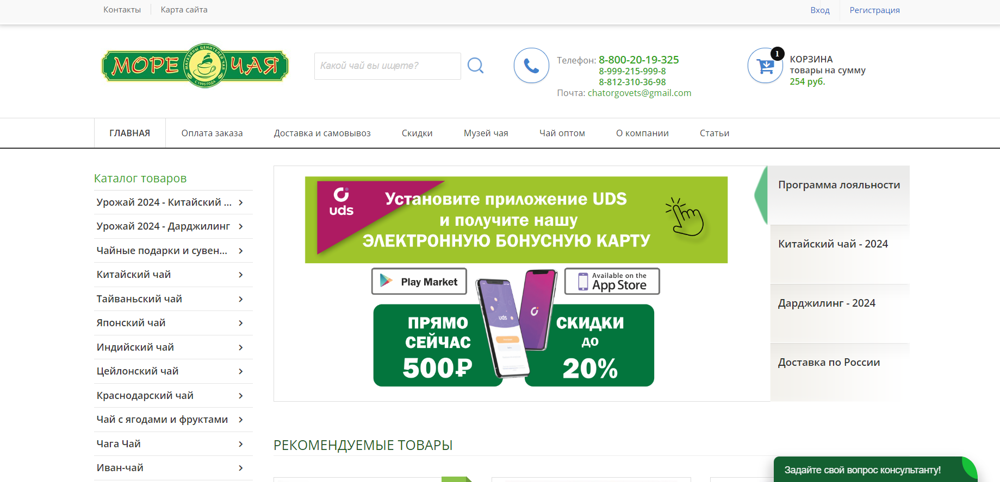 Контакты
Карта сайта
Вход
Регистрация
МОРЕ ЧАЯ
МАГАЗИНЫ ЦЕНИТЕЛЕЙ ЧАЯ
С 1995 ГОДА
Какой чай вы ищете?
Телефон: 8-800-20-19-325
8-999-215-999-8
8-812-310-36-98
Почта: chatorgovets@gmail.com
1
КОРЗИНА
товары на сумму
254 руб.
ГЛАВНАЯ
Оплата заказа
Доставка и самовывоз
Скидки
Музей чая
Чай оптом
О компании
Статьи
Каталог товаров
Урожай 2024 - Китайский ...
Урожай 2024 - Дарджилинг
Чайные подарки и сувен...
Китайский чай
Тайваньский чай
Японский чай
Индийский чай
Цейлонский чай
Краснодарский чай
Чай с ягодами и фруктами
Чага Чай
Иван-чай
uds
Установите приложение UDS
и получите нашу
ЭЛЕКТРОННУЮ БОНУСНУЮ КАРТУ
Play Market
Available on the
App Store
uds
ПРЯМО
СЕЙЧАС
500₽
СКИДКИ
ДО
20%
Программа лояльности
Китайский чай - 2024
Дарджилинг - 2024
Доставка по России
РЕКОМЕНДУЕМЫЕ ТОВАРЫ
Задайте свой вопрос консультанту!